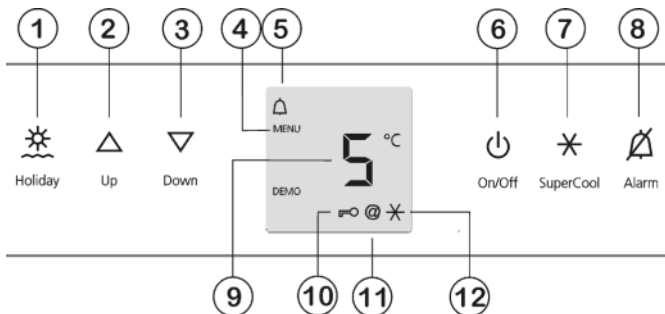 1 2 3 4 5 6 7 8
MENU
5 °C
Holiday Up Down On/Off SuperCool Alarm
DEMO
@
9 10 11 12